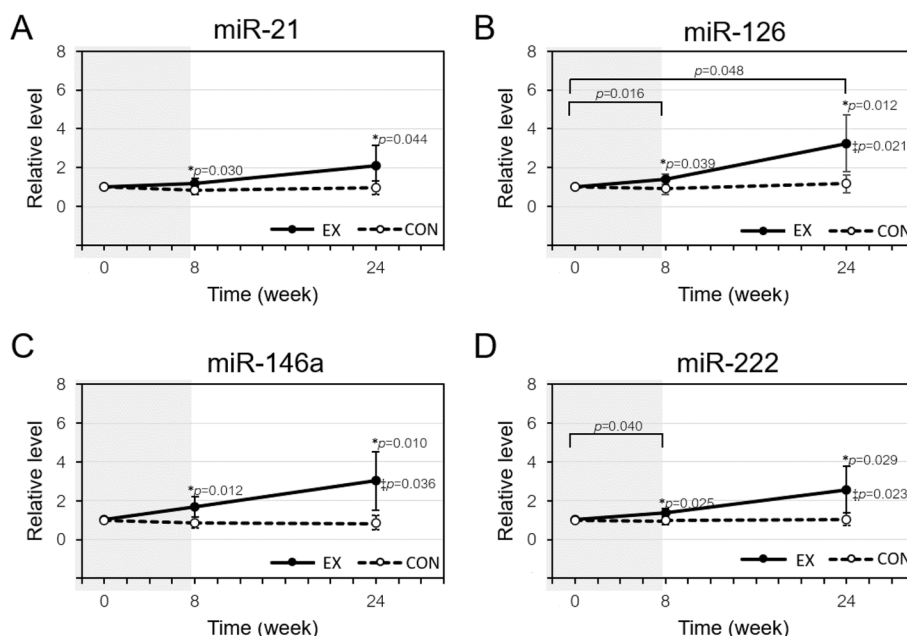 A
miR-21
Relative level
8
6
4
2
0
*p=0.030
*p=0.044
EX
CON
0
8
24
Time (week)
B
miR-126
Relative level
8
6
4
2
0
p=0.048
p=0.016
*p=0.012
*p=0.039
‡p=0.021
EX
CON
0
8
24
Time (week)
C
miR-146a
Relative level
8
6
4
2
0
*p=0.010
*p=0.012
‡p=0.036
EX
CON
0
8
24
Time (week)
D
miR-222
Relative level
8
6
4
2
0
p=0.040
*p=0.029
*p=0.025
‡p=0.023
EX
CON
0
8
24
Time (week)